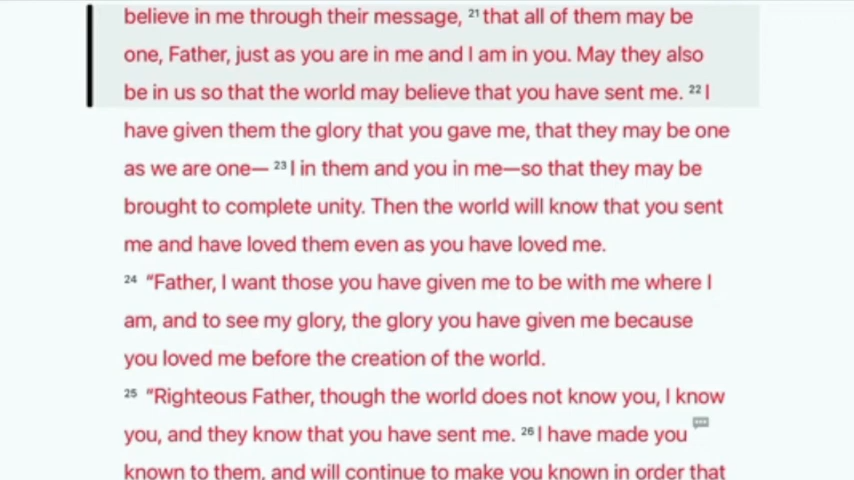 believe in me through their message, 21 that all of them may be
one, Father, just as you are in me and I am in you. May they also
be in us so that the world may believe that you have sent me. 22 I
have given them the glory that you gave me, that they may be one
as we are one— 23 I in them and you in me—so that they may be
brought to complete unity. Then the world will know that you sent
me and have loved them even as you have loved me.
24 “Father, I want those you have given me to be with me where I
am, and to see my glory, the glory you have given me because
you loved me before the creation of the world.
25 “Righteous Father, though the world does not know you, I know
you, and they know that you have sent me. 26 I have made you
known to them, and will continue to make you known in order that